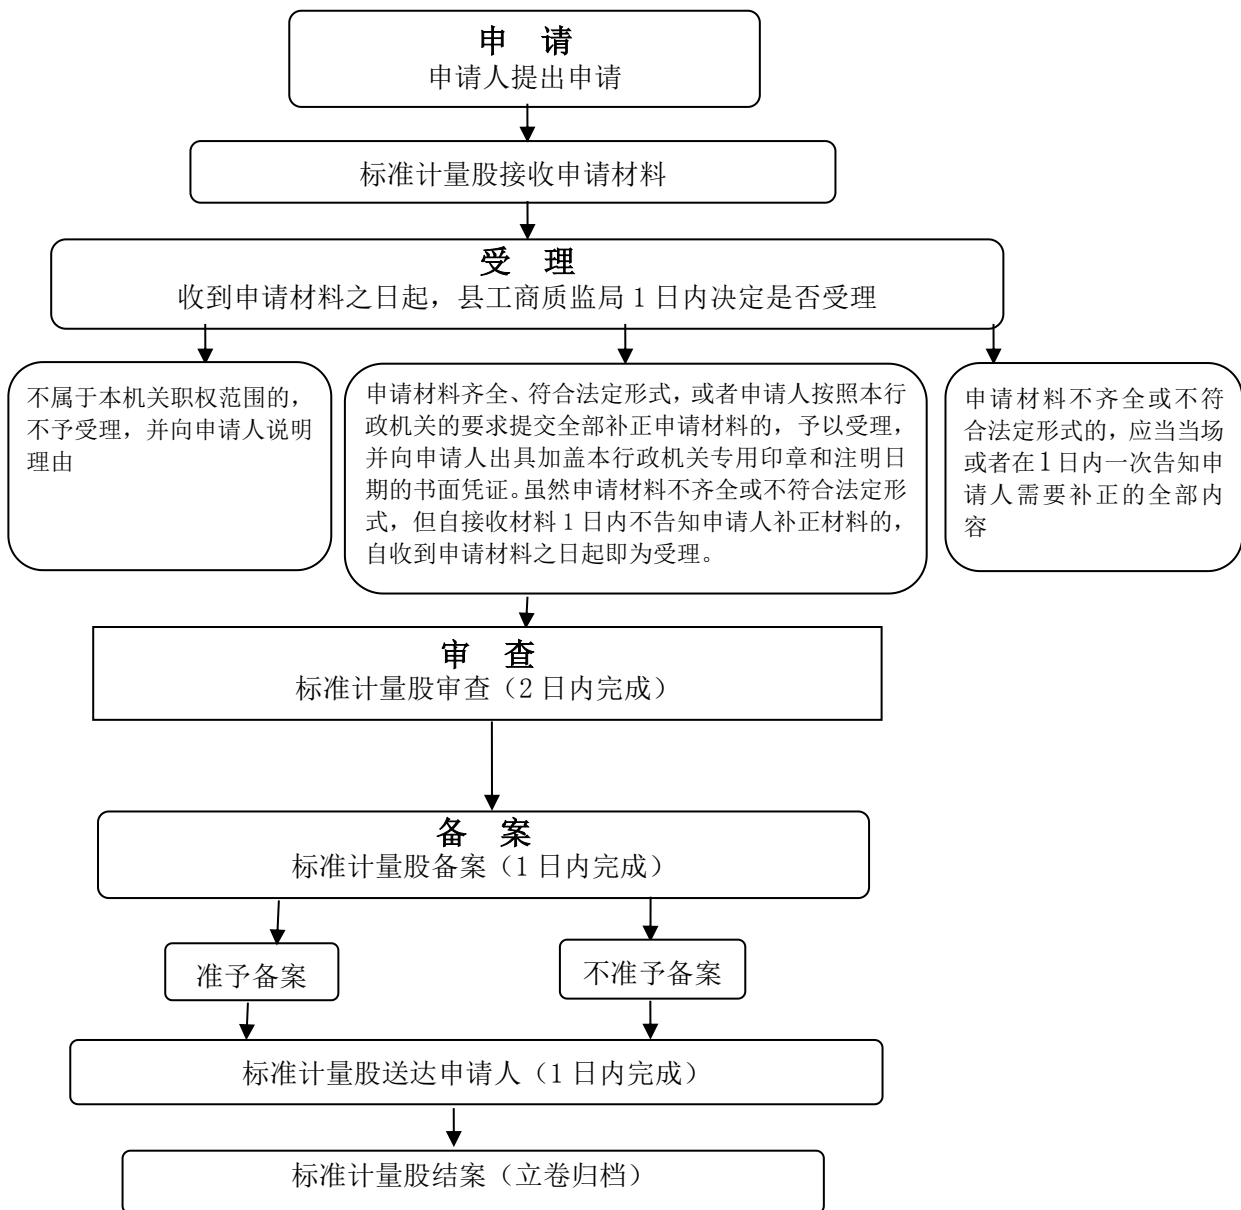 申 请
申请人提出申请
标准计量股接收申请材料
受 理
收到申请材料之日起，县工商质监局 1 日内决定是否受理
不属于本机关职权范围的，
不予受理，并向申请人说明
理由
申请材料齐全、符合法定形式，或者申请人按照本行
政机关的要求提交全部补正申请材料的，予以受理，
并向申请人出具加盖本行政机关专用印章和注明日
期的书面凭证。虽然申请材料不齐全或不符合法定形
式，但自接收材料 1 日内不告知申请人补正材料的，
自收到申请材料之日起即为受理。
申请材料不齐全或不符
合法定形式的，应当当场
或者在 1 日内一次告知申
请人需要补正的全部内
容
审 查
标准计量股审查（2 日内完成）
备 案
标准计量股备案（1 日内完成）
准予备案
不准予备案
标准计量股送达申请人（1 日内完成）
标准计量股结案（立卷归档）